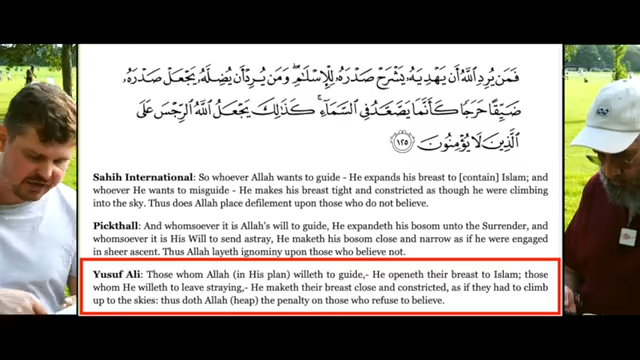 فَمَن يُرِدِ ٱللَّهُ أَن يَهْدِيَهُۥ يَشْرَحْ صَدْرَهُۥ لِلْإِسْلَٰمِ ۖ وَمَن يُرِدْ أَن يُضِلَّهُۥ يَجْعَلْ صَدْرَهُۥ
ضَيِّقًا حَرَجًا كَأَنَّمَا يَصَّعَّدُ فِى ٱلسَّمَآءِ ۚ كَذَٰلِكَ يَجْعَلُ ٱللَّهُ ٱلرِّجْسَ عَلَى
ٱلَّذِينَ لَا يُؤْمِنُونَ ١٢٥
Sahih International: So whoever Allah wants to guide - He expands his breast to [contain] Islam; and
whoever He wants to misguide - He makes his breast tight and constricted as though he were climbing
into the sky. Thus does Allah place defilement upon those who do not believe.
Pickthall: And whomsoever it is Allah's will to guide, He expandeth his bosom unto the Surrender, and
whomsoever it is His Will to send astray, He maketh his bosom close and narrow as if he were engaged
in sheer ascent. Thus Allah layeth ignominy upon those who believe not.
Yusuf Ali: Those whom Allah (in His plan) willeth to guide,- He openeth their breast to Islam; those
whom He willeth to leave straying,- He maketh their breast close and constricted, as if they had to climb
up to the skies: thus doth Allah (heap) the penalty on those who refuse to believe.